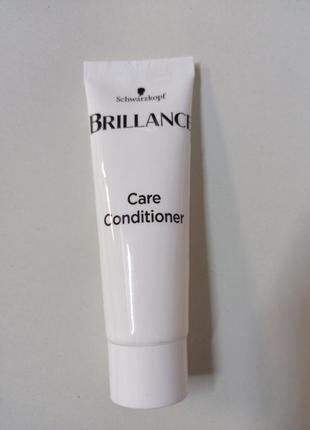 Schwarzkopf
BRILLANCE
Care
Conditioner